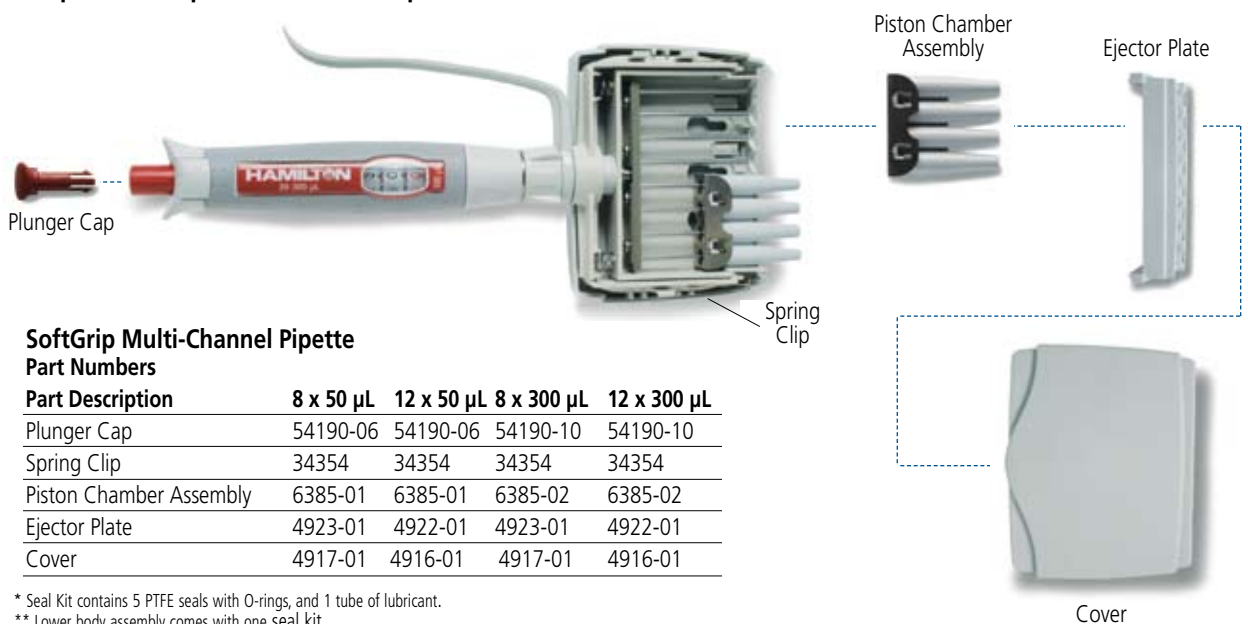 Piston Chamber
Assembly
Ejector Plate
HAMILTON
Plunger Cap
Spring
Clip
SoftGrip Multi-Channel Pipette
Part Numbers
Part Description 8 x 50 µL 12 x 50 µL 8 x 300 µL 12 x 300 µL
Plunger Cap 54190-06 54190-06 54190-10 54190-10
Spring Clip 34354 34354 34354 34354
Piston Chamber Assembly 6385-01 6385-01 6385-02 6385-02
Ejector Plate 4923-01 4922-01 4923-01 4922-01
Cover 4917-01 4916-01 4917-01 4916-01
* Seal Kit contains 5 PTFE seals with O-rings, and 1 tube of lubricant.
** Lower body assembly comes with one seal kit
Cover